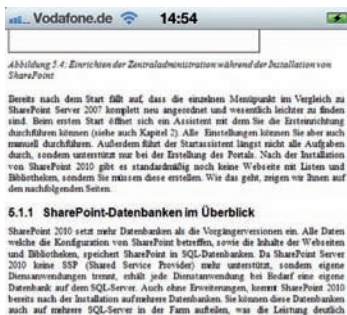 Vodafone.de 14:54
Abbildung 5.4: Einrichten der Zentraladministration während der Installation von
SharePoint
Bereits nach dem Start fällt auf, dass die einzelnen Menüpunkt im Vergleich zu
SharePoint Server 2007 komplett neu angeordnet und wesentlich leichter zu finden
sind. Beim ersten Start öffnet sich ein Assistent mit dem Sie die Ersteinrichtung
durchführen können (siehe auch Kapitel 2). Alle Einstellungen können Sie aber auch
manuell durchführen. Außerdem führt der Startassistent längst nicht alle Aufgaben
durch, sondern unterstützt nur bei der Erstellung des Portals. Nach der Installation
von SharePoint 2010 gibt es standardmäßig noch keine Webseite mit Listen und
Bibliotheken, sondern Sie müssen diese erstellen. Wie das geht, zeigen wir Ihnen auf
den nachfolgenden Seiten.
5.1.1 SharePoint-Datenbanken im Überblick
SharePoint 2010 setzt mehr Datenbanken als die Vorgängerversionen ein. Alle Daten
welche die Konfiguration von SharePoint betreffen, sowie die Inhalte der Webseiten
und Bibliotheken, speichert SharePoint in SQL-Datenbanken. Da SharePoint Server
2010 keine SSP (Shared Service Provider) mehr unterstützt, sondern eigene
Dienstanwendungen trennt, erhält jede Dienstanwendung bei Bedarf eine eigene
Datenbank auf dem SQL-Server. Auch ohne Erweiterungen, kommt SharePoint 2010
bereits nach der Installation auf mehrere Datenbanken. Sie können diese Datenbanken
auch auf mehrere SQL-Server in der Farm aufteilen, was die Leistung deutlich